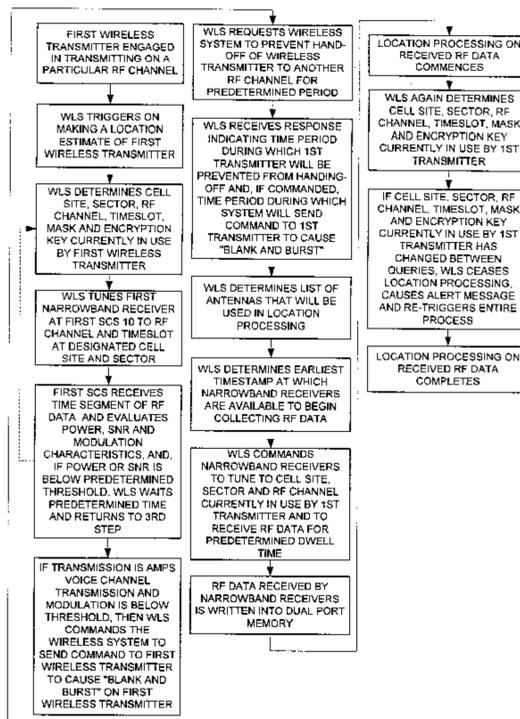 FIRST WIRELESS
TRANSMITTER ENGAGED
IN TRANSMITTING ON A
PARTICULAR RF CHANNEL
WLS TRIGGERS ON
MAKING A LOCATION
ESTIMATE OF FIRST
WIRELESS TRANSMITTER
WLS DETERMINES CELL
SITE, SECTOR, RF
CHANNEL, TIMESLOT,
MASK AND ENCRYPTION
KEY CURRENTLY IN USE
BY FIRST WIRELESS
TRANSMITTER
WLS TUNES FIRST
NARROWBAND RECEIVER
AT FIRST SCS 10 TO RF
CHANNEL AND TIMESLOT
AT DESIGNATED CELL
SITE AND SECTOR
FIRST SCS RECEIVES
TIME SEGMENT OF RF
DATA AND EVALUATES
POWER, SNR AND
MODULATION
CHARACTERISTICS, AND,
IF POWER OR SNR IS
BELOW PREDETERMINED
THRESHOLD. WLS WAITS
PREDETERMINED TIME
AND RETURNS TO 3RD
STEP
IF TRANSMISSION IS AMPS
VOICE CHANNEL
TRANSMISSION AND
MODULATION IS BELOW
THRESHOLD, THEN WLS
COMMANDS THE
WIRELESS SYSTEM TO
SEND COMMAND TO FIRST
WIRELESS TRANSMITTER
TO CAUSE "BLANK AND
BURST" ON FIRST
WIRELESS TRANSMITTER
WLS REQUESTS WIRELESS
SYSTEM TO PREVENT HAND-
OFF OF WIRELESS
TRANSMITTER TO ANOTHER
RF CHANNEL FOR
PREDETERMINED PERIOD
WLS RECEIVES RESPONSE
INDICATING TIME PERIOD
DURING WHICH 1ST
TRANSMITTER WILL BE
PREVENTED FROM HANDING-
OFF AND, IF COMMANDED,
TIME PERIOD DURING WHICH
SYSTEM WILL SEND
COMMAND TO 1ST
TRANSMITTER TO CAUSE
"BLANK AND BURST"
WLS DETERMINES LIST OF
ANTENNAS THAT WILL BE
USED IN LOCATION
PROCESSING
WLS DETERMINES EARLIEST
TIMESTAMP AT WHICH
NARROWBAND RECEIVERS
ARE AVAILABLE TO BEGIN
COLLECTING RF DATA
WLS COMMANDS
NARROWBAND RECEIVERS
TO TUNE TO CELL SITE,
SECTOR AND RF CHANNEL
CURRENTLY IN USE BY 1ST
TRANSMITTER AND TO
RECEIVE RF DATA FOR
PREDETERMINED DWELL
TIME
RF DATA RECEIVED BY
NARROWBAND RECEIVERS
IS WRITTEN INTO DUAL PORT
MEMORY
LOCATION PROCESSING ON
RECEIVED RF DATA
COMMENCES
WLS AGAIN DETERMINES
CELL SITE, SECTOR, RF
CHANNEL, TIMESLOT, MASK
AND ENCRYPTION KEY
CURRENTLY IN USE BY 1ST
TRANSMITTER
IF CELL SITE, SECTOR, RF
CHANNEL, TIMESLOT, MASK
AND ENCRYPTION KEY
CURRENTLY IN USE BY 1ST
TRANSMITTER HAS
CHANGED BETWEEN
QUERIES, WLS CEASES
LOCATION PROCESSING,
CAUSES ALERT MESSAGE
AND RE-TRIGGERS ENTIRE
PROCESS
LOCATION PROCESSING ON
RECEIVED RF DATA
COMPLETES